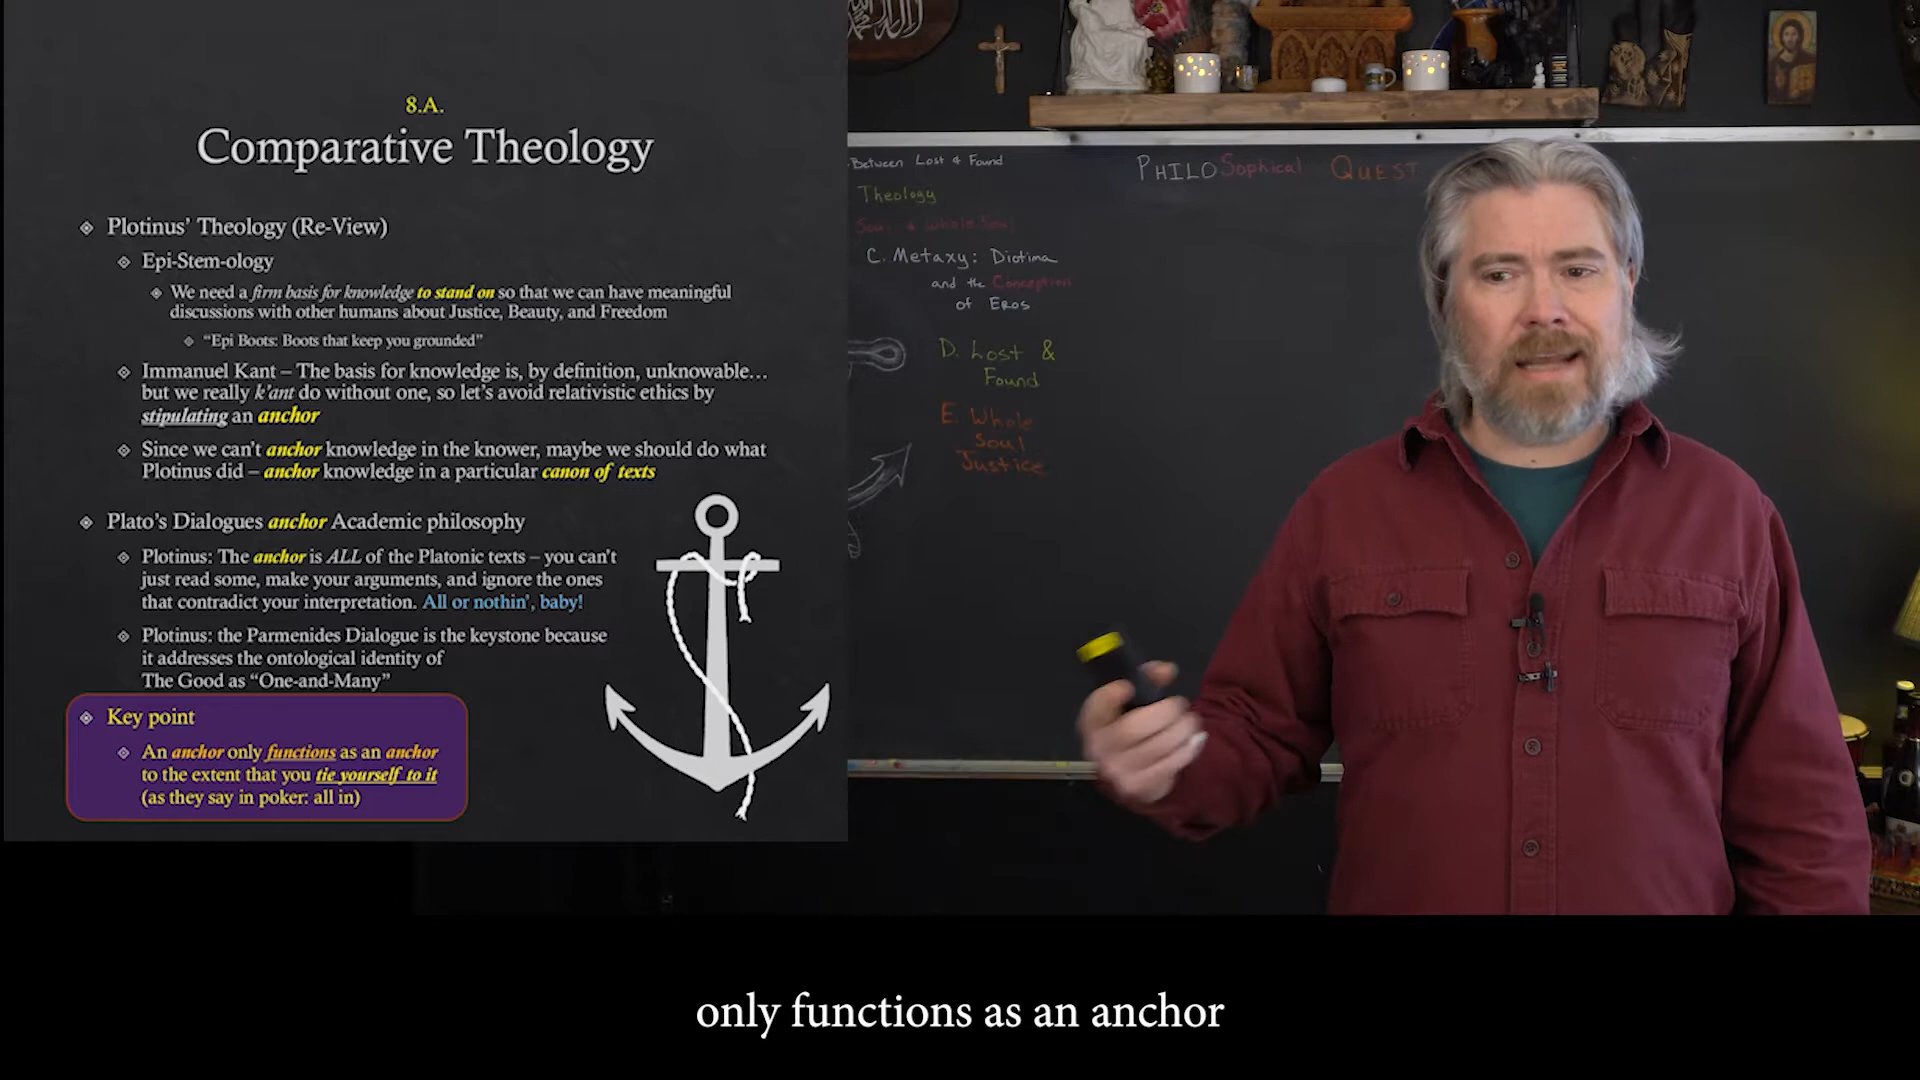 8.A.
Comparative Theology
Plotinus' Theology (Re-View)
Epi-Stem-ology
We need a firm basis for knowledge to stand on so that we can have meaningful
discussions with other humans about Justice, Beauty, and Freedom
"Epi Boots: Boots that keep you grounded"
Immanuel Kant – The basis for knowledge is, by definition, unknowable…
but we really k'ant do without one, so let's avoid relativistic ethics by
stipulating an anchor
Since we can't anchor knowledge in the knower, maybe we should do what
Plotinus did – anchor knowledge in a particular canon of texts
Plato's Dialogues anchor Academic philosophy
Plotinus: The anchor is ALL of the Platonic texts – you can't
just read some, make your arguments, and ignore the ones
that contradict your interpretation. All or nothin', baby!
Plotinus: the Parmenides Dialogue is the keystone because
it addresses the ontological identity of
The Good as "One-and-Many"
Key point
An anchor only functions as an anchor
to the extent that you tie yourself to it
(as they say in poker: all in)
Between Lost & Found
Theology
Soul & Whole Soul
C. Metaxy: Diotima
and the Conception
of Eros
D. Lost &
Found
E. Whole
Soul
Justice
PHILOSophical QUEST
only functions as an anchor